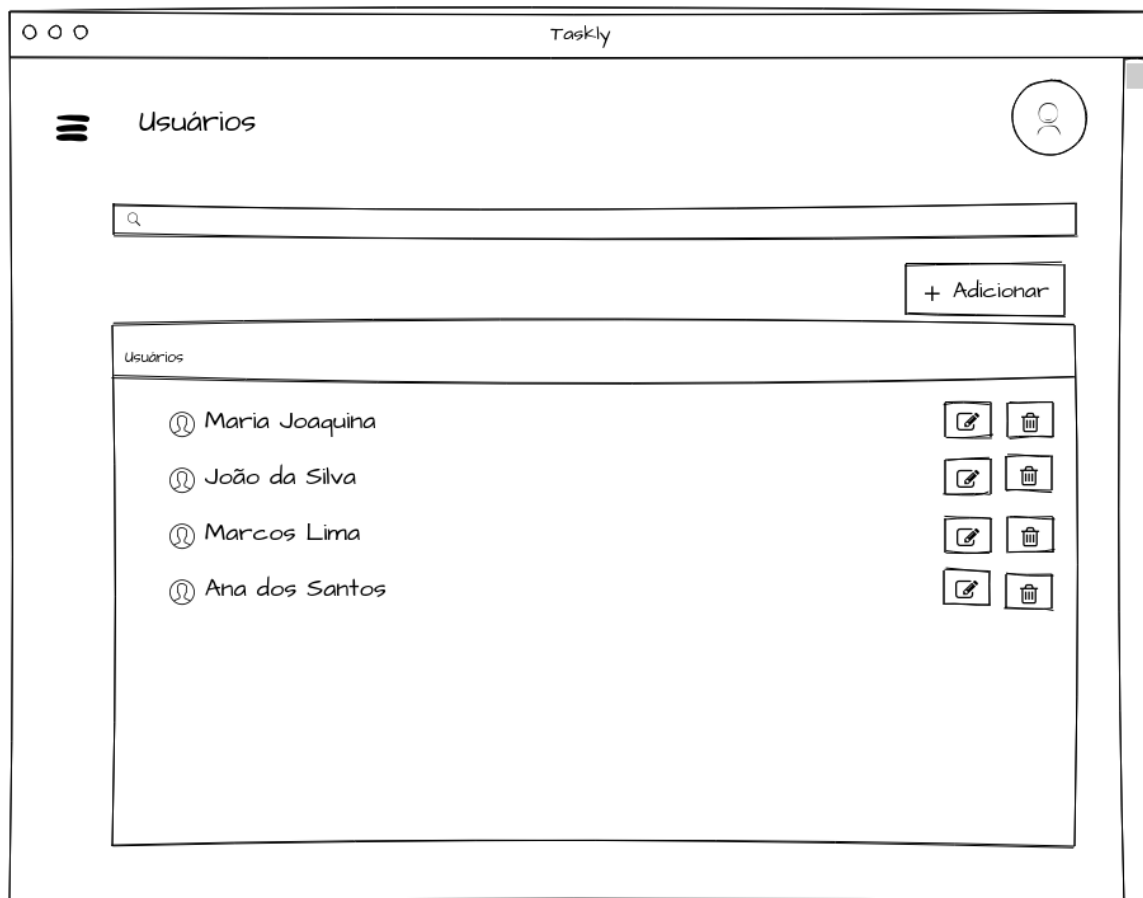 Taskly
Usuários
+ Adicionar
Usuários
Maria Joaquina
João da Silva
Marcos Lima
Ana dos Santos